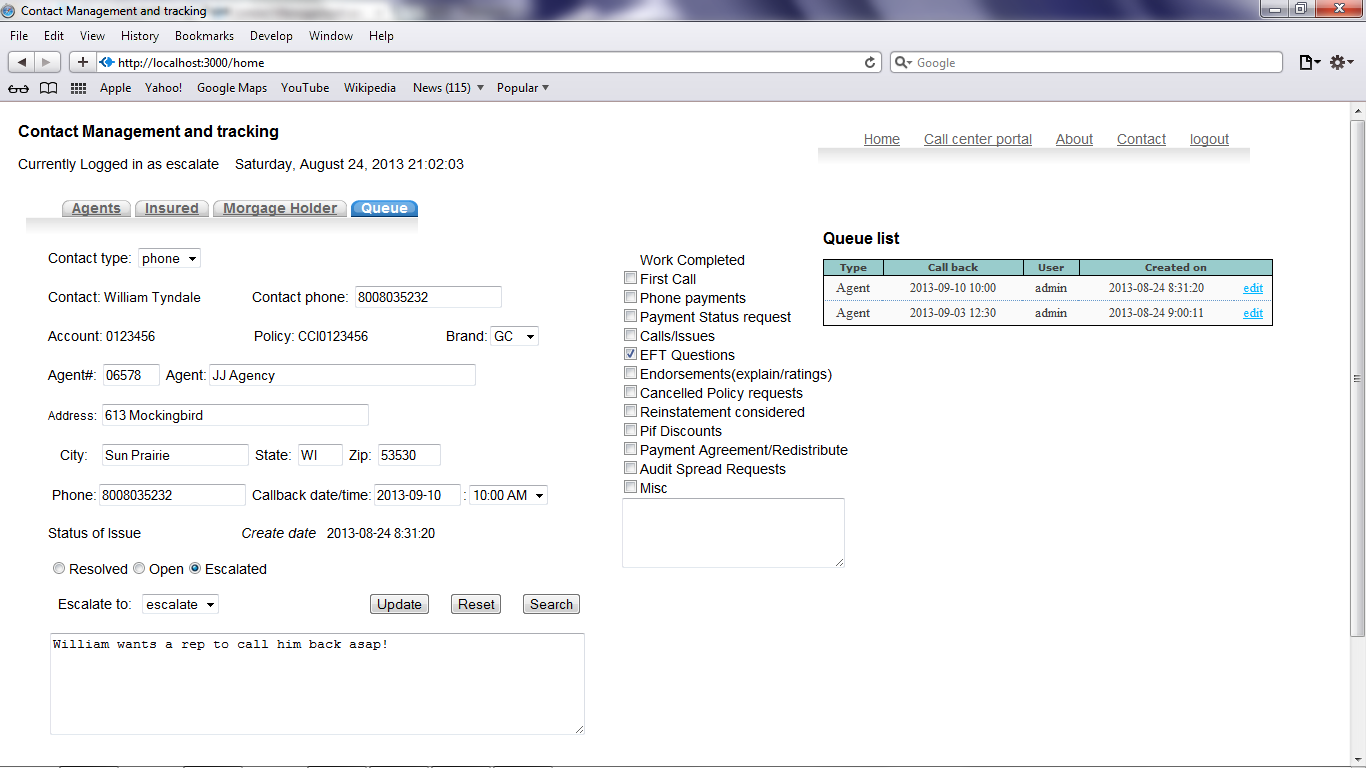 Contact Management and tracking
File Edit View History Bookmarks Develop Window Help
http://localhost:3000/home Google
Apple Yahoo! Google Maps YouTube Wikipedia News (115) Popular
Contact Management and tracking
Home Call center portal About Contact logout
Currently Logged in as escalate Saturday, August 24, 2013 21:02:03
Agents Insured Morgage Holder Queue
Contact type: phone
Contact: William Tyndale Contact phone: 8008035232
Account: 0123456 Policy: CCI0123456 Brand: GC
Agent#: 06578 Agent: JJ Agency
Address: 613 Mockingbird
City: Sun Prairie State: WI Zip: 53530
Phone: 8008035232 Callback date/time: 2013-09-10 : 10:00 AM
Status of Issue Create date 2013-08-24 8:31:20
Resolved Open Escalated
Escalate to: escalate Update Reset Search
William wants a rep to call him back asap!
Work Completed
First Call
Phone payments
Payment Status request
Calls/Issues
EFT Questions
Endorsements(explain/ratings)
Cancelled Policy requests
Reinstatement considered
Pif Discounts
Payment Agreement/Redistribute
Audit Spread Requests
Misc
Queue list
Type Call back User Created on
Agent 2013-09-10 10:00 admin 2013-08-24 8:31:20 edit
Agent 2013-09-03 12:30 admin 2013-08-24 9:00:11 edit